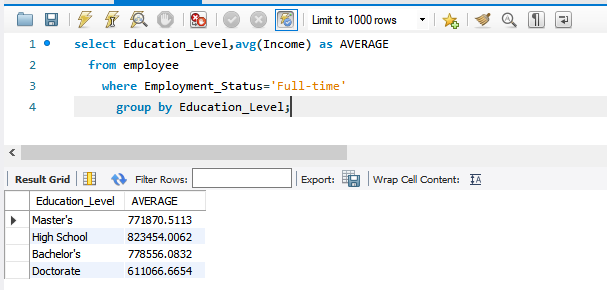 Limit to 1000 rows
1 select Education_Level,avg(Income) as AVERAGE
2 from employee
3 where Employment_Status='Full-time'
4 group by Education_Level;
Result Grid Filter Rows: Export: Wrap Cell Content:
Education_Level AVERAGE
Master's 771870.5113
High School 823454.0062
Bachelor's 778556.0832
Doctorate 611066.6654